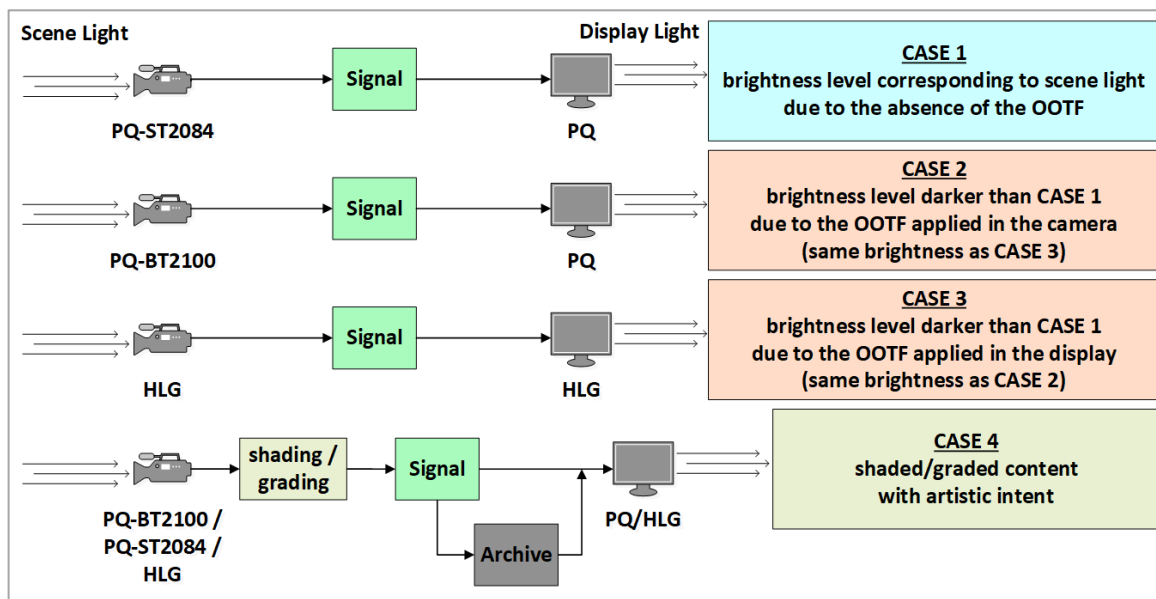 Scene Light
Display Light
Signal
PQ-ST2084
PQ
CASE 1
brightness level corresponding to scene light
due to the absence of the OOTF
Signal
PQ-BT2100
PQ
CASE 2
brightness level darker than CASE 1
due to the OOTF applied in the camera
(same brightness as CASE 3)
Signal
HLG
HLG
CASE 3
brightness level darker than CASE 1
due to the OOTF applied in the display
(same brightness as CASE 2)
shading /
grading
Signal
PQ-BT2100 /
PQ-ST2084 /
HLG
Archive
PQ/HLG
CASE 4
shaded/graded content
with artistic intent